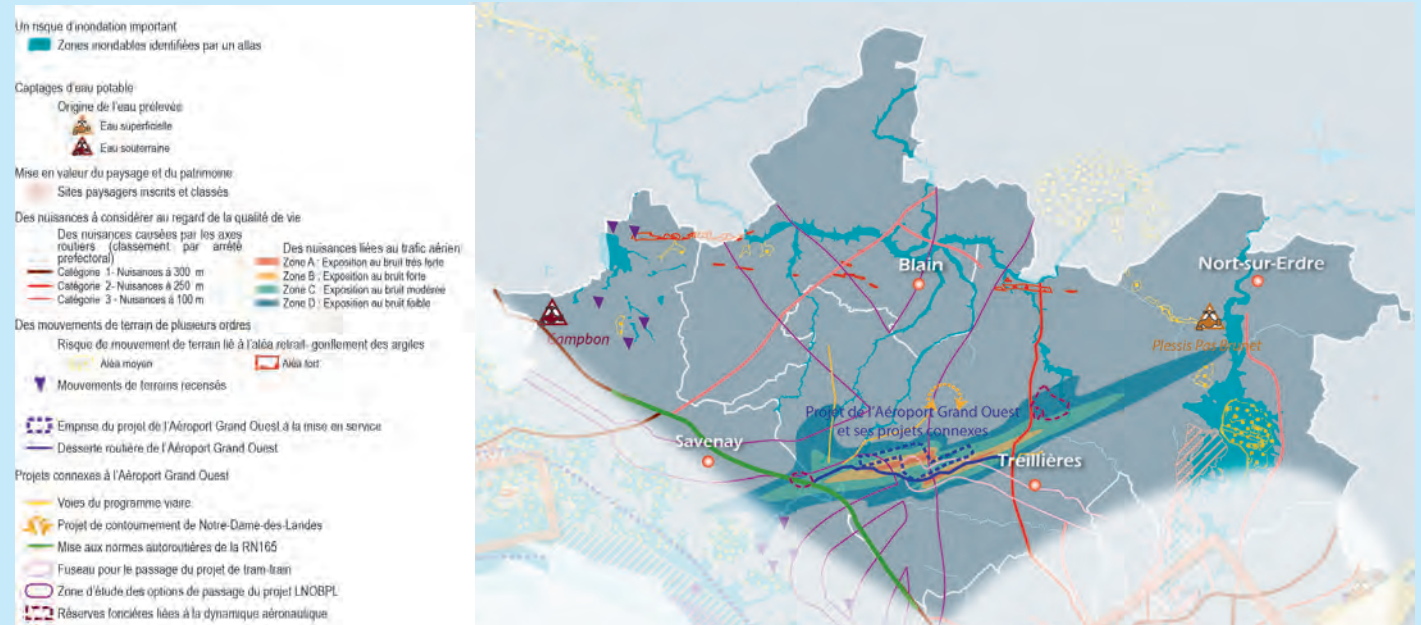 Un risque d'inondation important
Zones inondables identifiées par un atlas
Captages d'eau potable
Origine de l'eau prélevée
Eau superficielle
Eau souterraine
Mise en valeur du paysage et du patrimoine
Sites paysagers inscrits et classés
Des nuisances à considérer au regard de la qualité de vie
Des nuisances causées par les axes
routiers (classement par arrêté
préfectoral)
Catégorie 1- Nuisances à 300 m
Catégorie 2- Nuisances à 250 m
Catégorie 3 - Nuisances à 100 m
Des nuisances liées au trafic aérien
Zone A : Exposition au bruit très forte
Zone B : Exposition au bruit forte
Zone C : Exposition au bruit modérée
Zone D : Exposition au bruit faible
Des mouvements de terrain de plusieurs ordres
Risque de mouvement de terrain lié à l'aléa retrait- gonflement des argiles
Aléa moyen
Aléa fort
Mouvements de terrains recensés
Emprise du projet de l'Aéroport Grand Ouest à la mise en service
Desserte routière de l'Aéroport Grand Ouest
Projets connexes à l'Aéroport Grand Ouest
Voies du programme viaire
Projet de contournement de Notre-Dame-des-Landes
Mise aux normes autoroutières de la RN165
Fuseau pour le passage du projet de tram-train
Zone d'étude des options de passage du projet LNOBPL
Réserves foncières liées à la dynamique aéronautique
Blain
Nort-sur-Erdre
Campbon
Plessis Pas Brunet
Projet de l'Aéroport Grand Ouest
et ses projets connexes
Savenay
Treillières